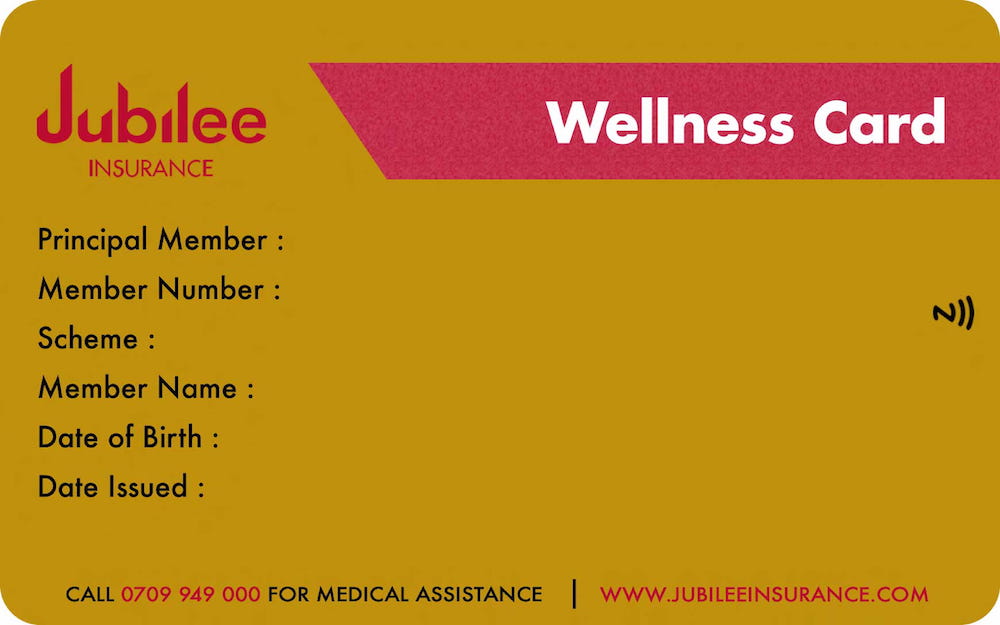 Jubilee
INSURANCE
Wellness Card
Principal Member :
Member Number :
Scheme :
Member Name :
Date of Birth :
Date Issued :
CALL 0709 949 000 FOR MEDICAL ASSISTANCE | WWW.JUBILEEINSURANCE.COM